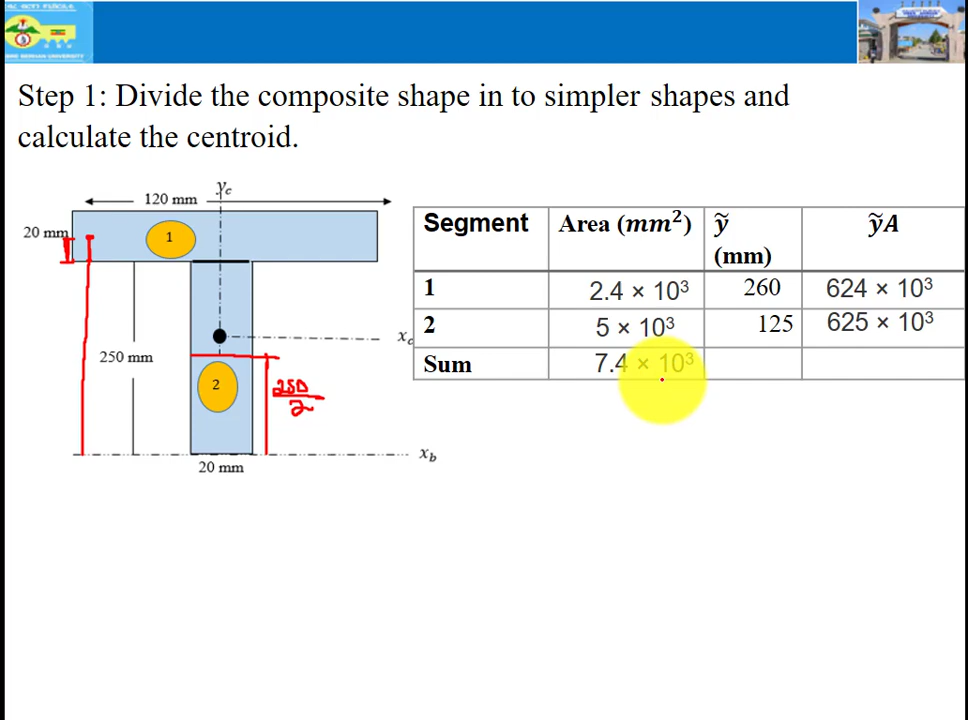 Step 1: Divide the composite shape in to simpler shapes and
calculate the centroid.
y_c
120 mm
20 mm
1
250 mm
x_c
2
250/2
x_b
20 mm
Segment Area (mm²) ỹ (mm) ỹA
1 2.4 × 10³ 260 624 × 10³
2 5 × 10³ 125 625 × 10³
Sum 7.4 × 10³